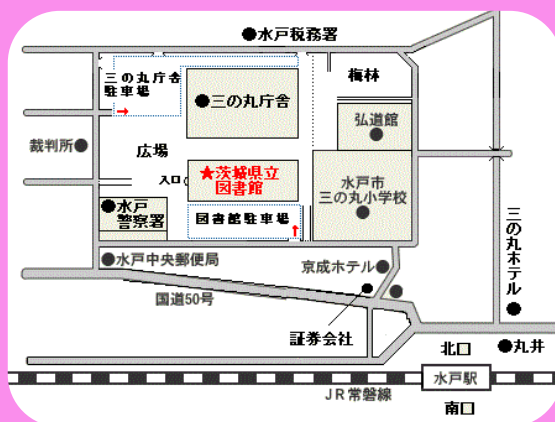 ●水戸税務署
三の丸庁舎
駐車場
梅林
●三の丸庁舎
弘道館
裁判所●
広場
入口
★茨城県立
図書館
水戸市
三の丸小学校
●水戸
警察署
図書館駐車場
三の丸ホテル
●水戸中央郵便局
京成ホテル●
国道50号
証券会社
北口
●丸井
水戸駅
JR常磐線
南口